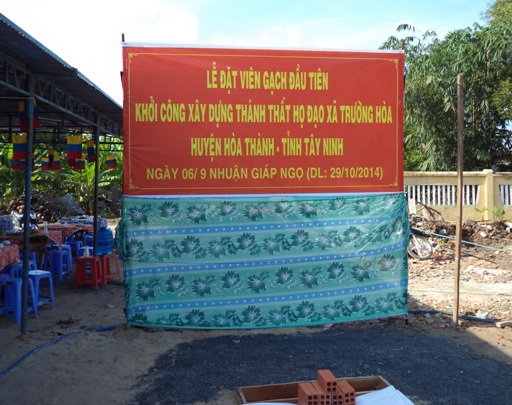 LỄ ĐẶT VIÊN GẠCH ĐẦU TIÊN
KHỞI CÔNG XÂY DỰNG THÁNH THẤT HỌ ĐẠO XÃ TRƯỜNG HÒA
HUYỆN HÒA THÀNH - TỈNH TÂY NINH
NGÀY 06/ 9 NHUẬN GIÁP NGỌ (DL: 29/10/2014)